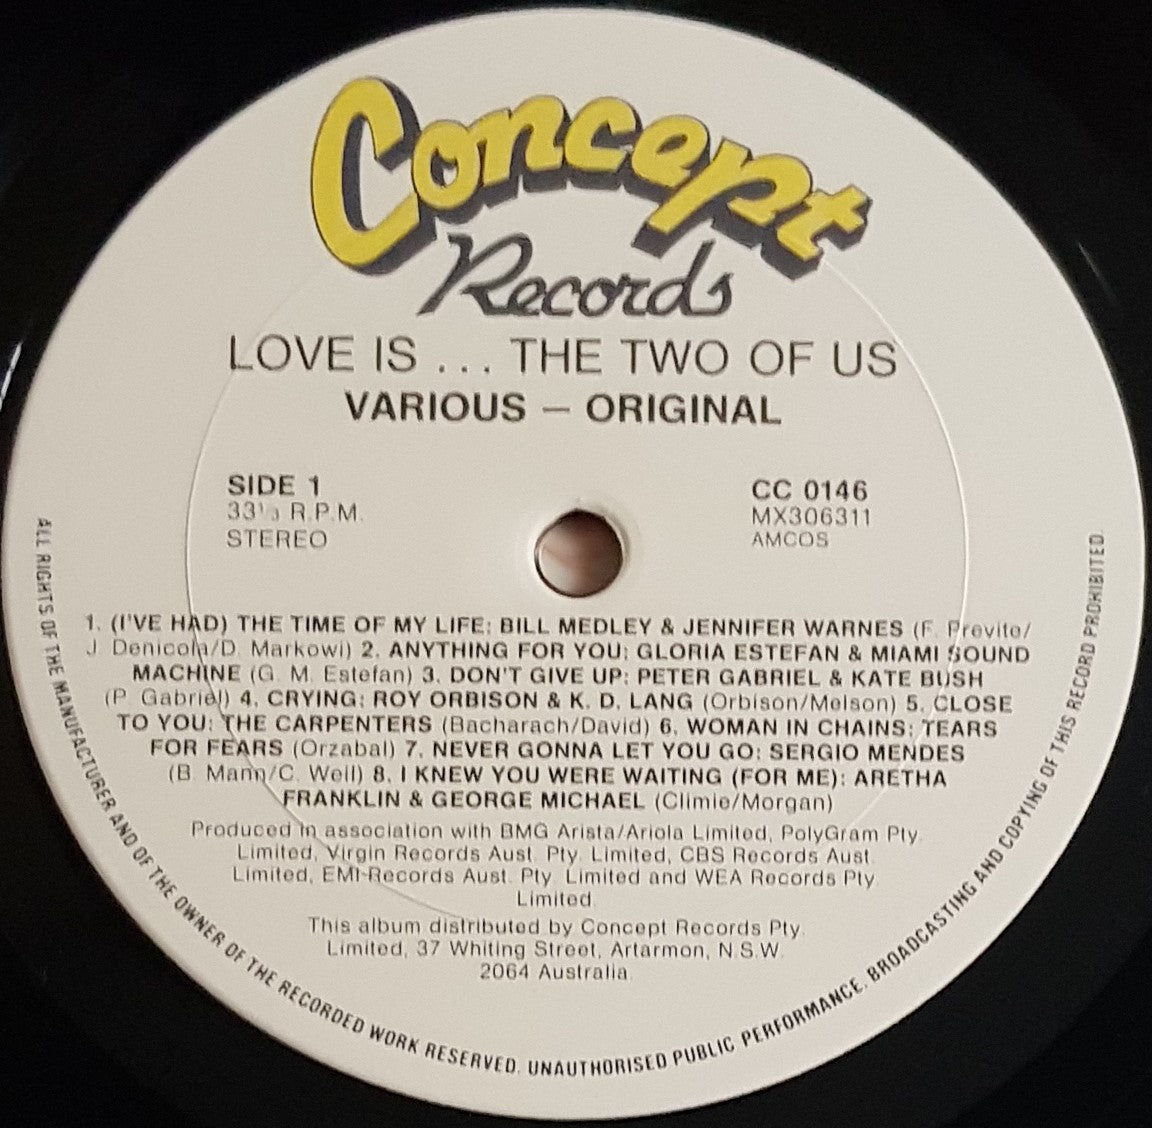 Concept
Records
LOVE IS ... THE TWO OF US
VARIOUS – ORIGINAL
SIDE 1
33⅓ R.P.M.
STEREO
CC 0146
MX306311
AMCOS
1. (I'VE HAD) THE TIME OF MY LIFE: BILL MEDLEY & JENNIFER WARNES (F. Previte/
J. Denicola/D. Markowi) 2. ANYTHING FOR YOU: GLORIA ESTEFAN & MIAMI SOUND
MACHINE (G. M. Estefan) 3. DON'T GIVE UP: PETER GABRIEL & KATE BUSH
(P. Gabriel) 4. CRYING: ROY ORBISON & K. D. LANG (Orbison/Melson) 5. CLOSE
TO YOU: THE CARPENTERS (Bacharach/David) 6. WOMAN IN CHAINS: TEARS
FOR FEARS (Orzabal) 7. NEVER GONNA LET YOU GO: SERGIO MENDES
(B. Mann/C. Weil) 8. I KNEW YOU WERE WAITING (FOR ME): ARETHA
FRANKLIN & GEORGE MICHAEL (Climie/Morgan)
Produced in association with BMG Arista/Ariola Limited, PolyGram Pty.
Limited, Virgin Records Aust. Pty. Limited, CBS Records Aust.
Limited, EMI Records Aust. Pty. Limited and WEA Records Pty
Limited.
This album distributed by Concept Records Pty.
Limited, 37 Whiting Street, Artarmon, N.S.W.
2064 Australia.
ALL RIGHTS OF THE MANUFACTURER AND OF THE OWNER OF THE RECORDED WORK RESERVED. UNAUTHORISED PUBLIC PERFORMANCE, BROADCASTING AND COPYING OF THIS RECORD PROHIBITED.